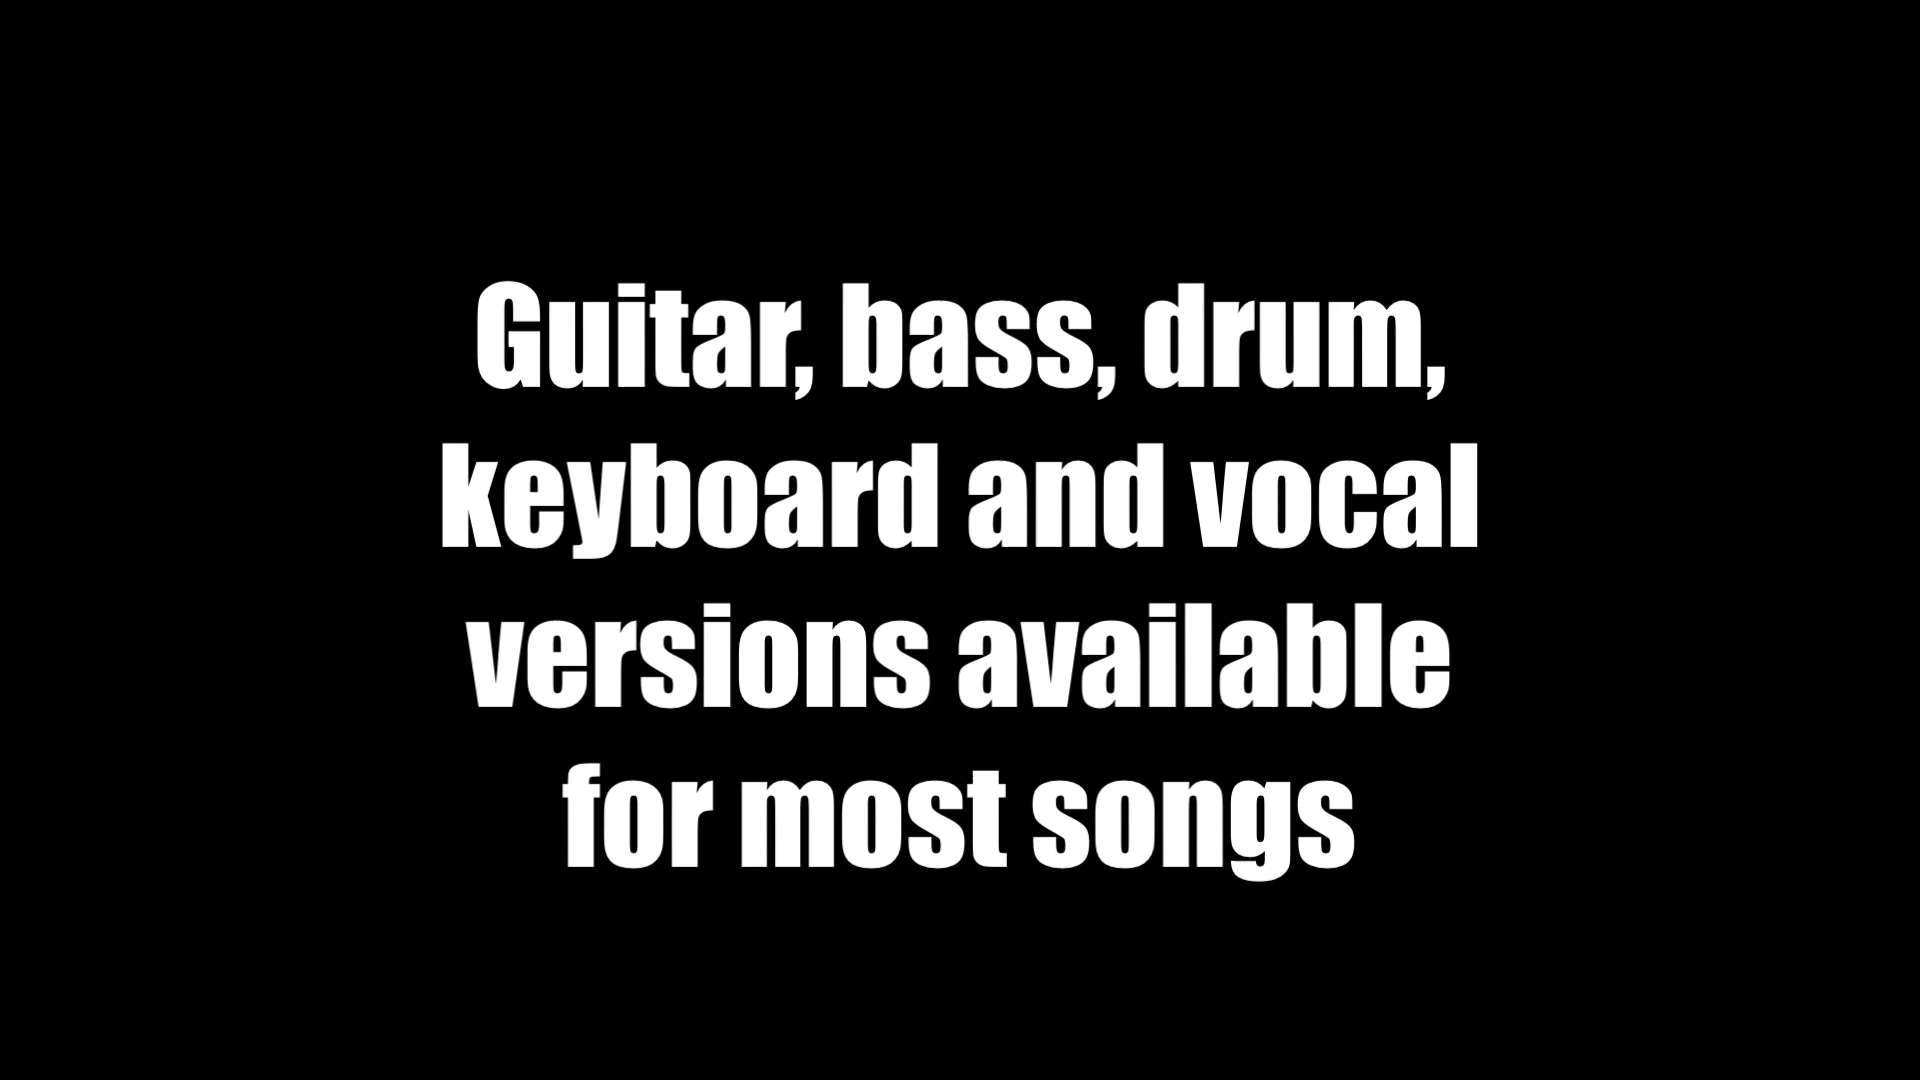 Guitar, bass, drum,
keyboard and vocal
versions available
for most songs